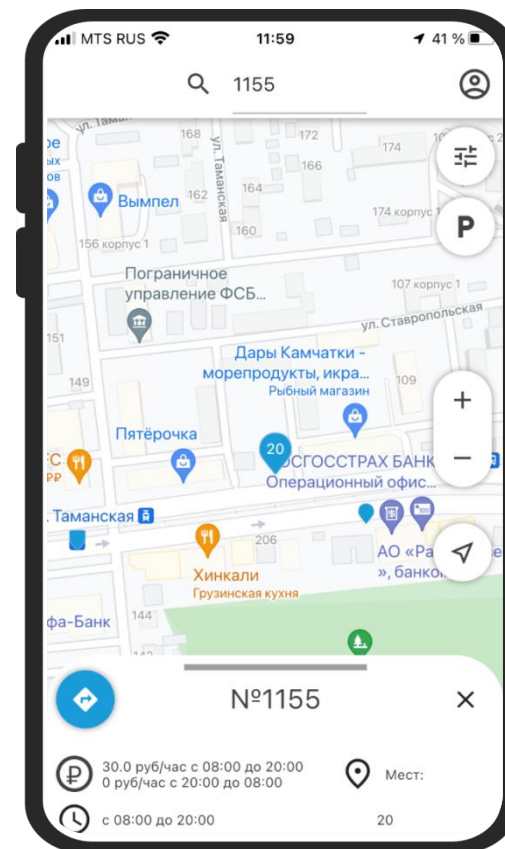 MTS RUS
11:59
41 %
1155
ул. Таманская
168
172
174
166
Вымпел
162
164
174 корпус 1
160
P
156 корпус 1
Пограничное
управление ФСБ...
107 корпус 1
ул. Ставропольская
151
Дары Камчатки -
морепродукты, икра...
Рыбный магазин
149
109
+
Пятёрочка
20
ОСГОССТРАХ БАНК
Операционный офис...
−
Таманская
206
АО «Ра
», банко
Хинкали
Грузинская кухня
фа-Банк
144
№1155
30.0 руб/час с 08:00 до 20:00
0 руб/час с 20:00 до 08:00
Мест:
с 08:00 до 20:00
20